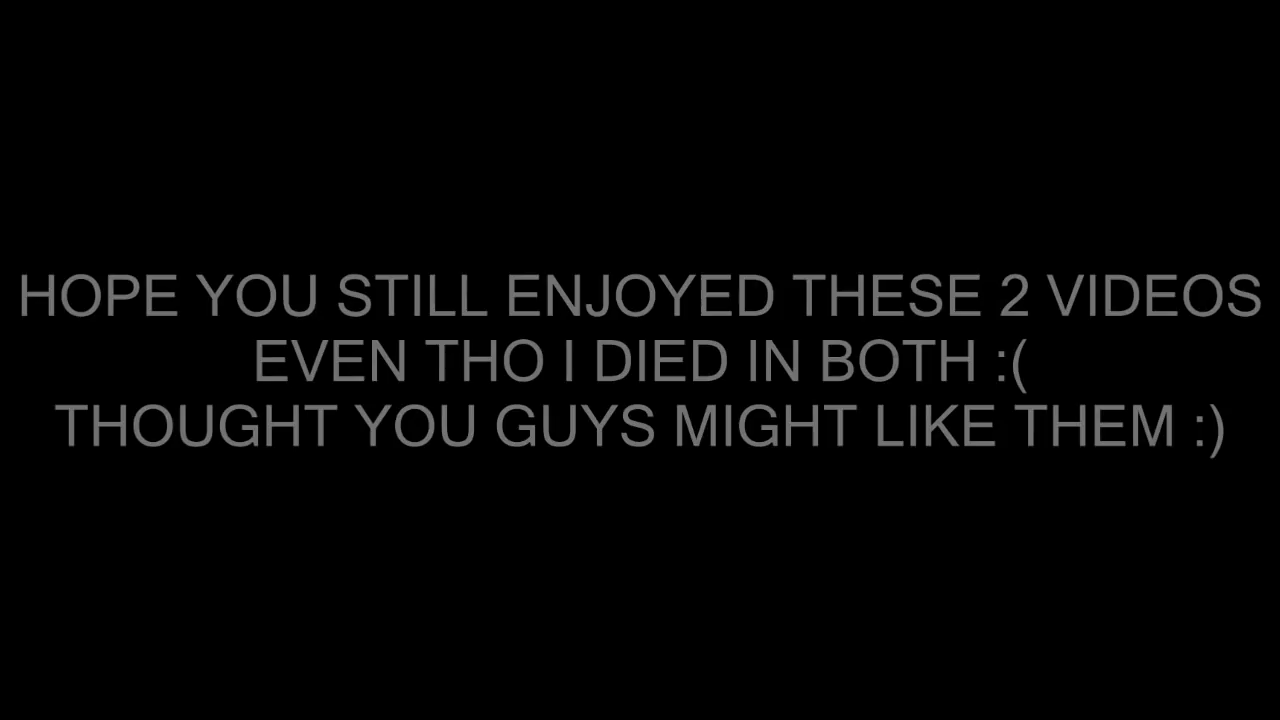 HOPE YOU STILL ENJOYED THESE 2 VIDEOS
EVEN THO I DIED IN BOTH :(
THOUGHT YOU GUYS MIGHT LIKE THEM :)